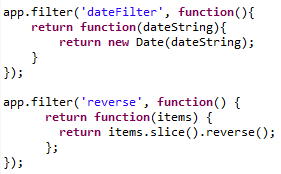 app.filter('dateFilter', function(){
    return function(dateString){
        return new Date(dateString);
    }
});

app.filter('reverse', function() {
      return function(items) {
        return items.slice().reverse();
      };
});